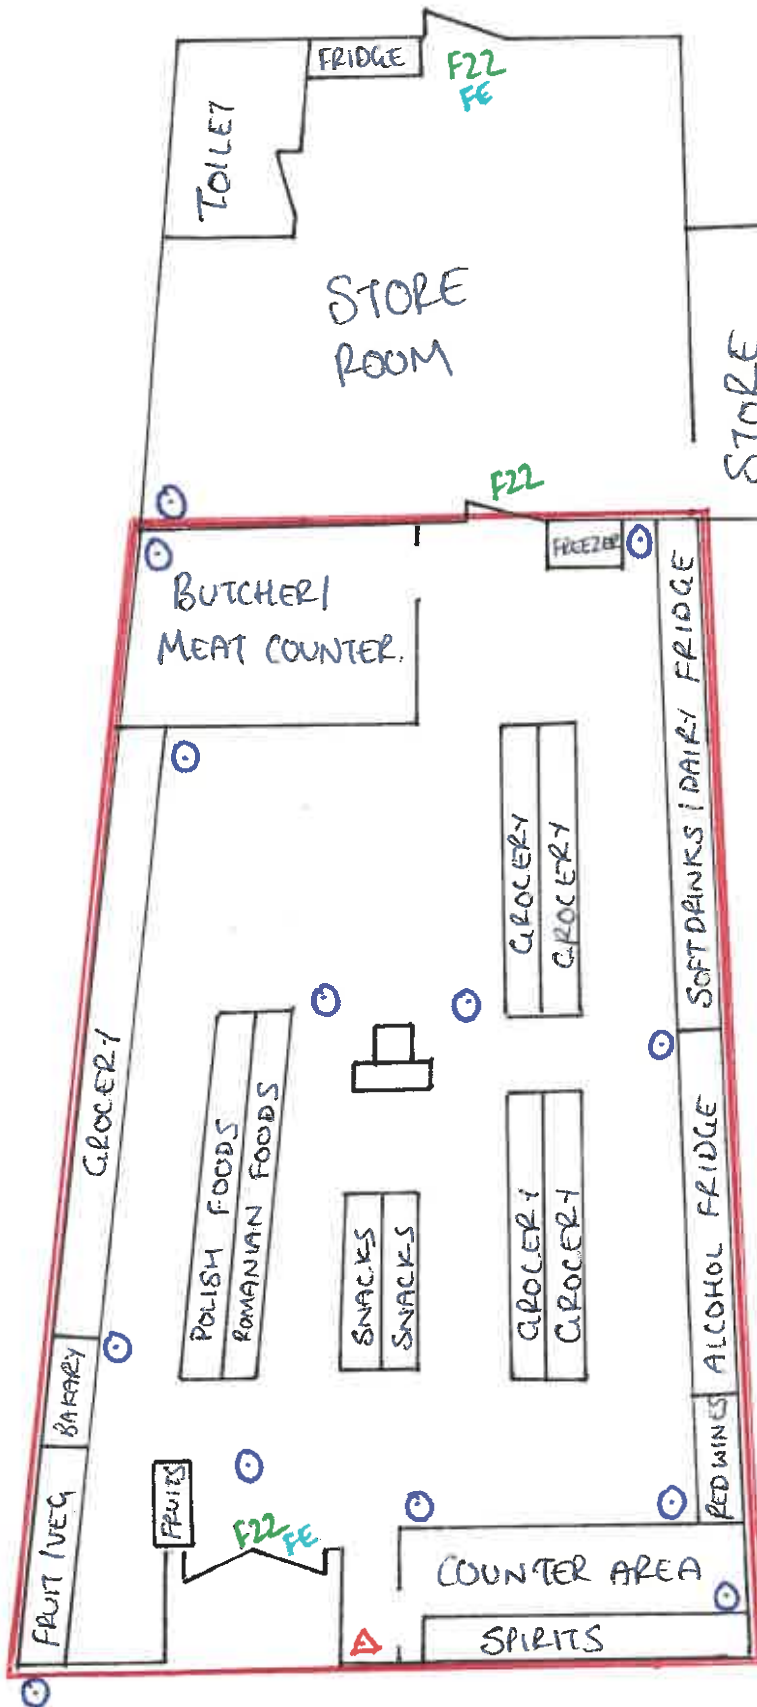 FRIDGE
F22
FE
TOILET
STORE
ROOM
STORE
F22
FREEZER
BUTCHER/
MEAT COUNTER.
SOFT DRINKS / DAIRY FRIDGE
GROCERY
GROCERY
GROCERY
POLISH FOODS
ROMANIAN FOODS
SNACKS
SNACKS
GROCERY
GROCERY
ALCOHOL FRIDGE
BAKARY
RED WINES
FRUIT / VEG
FRUITS
F22
FE
COUNTER AREA
SPIRITS